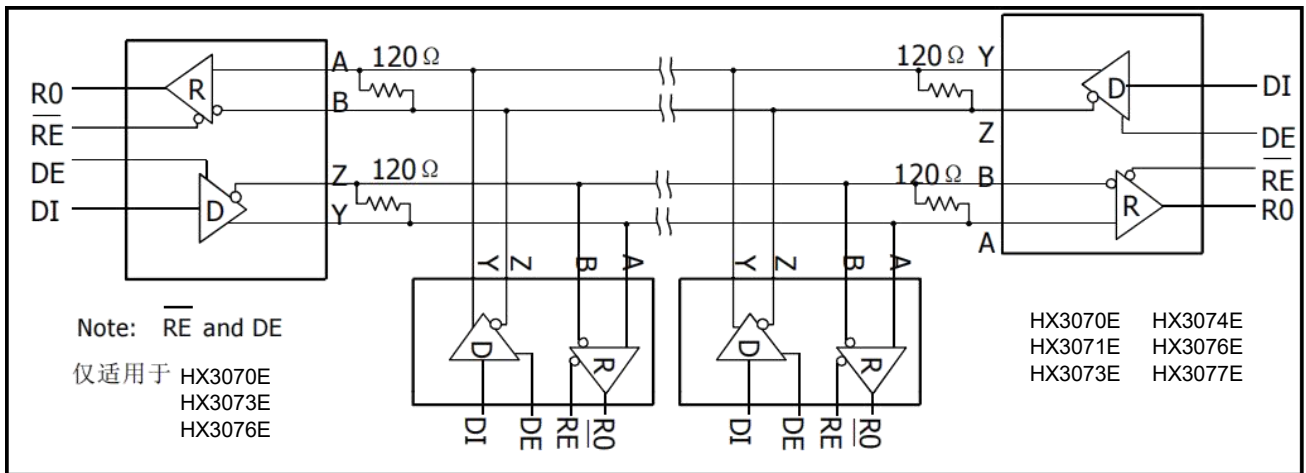 A 120Ω
R0 R
B
RE
DE
Z 120Ω
DI D
Y
120Ω Y
D DI
Z
DE
120Ω B
RE
R R0
A
Y Z B A
D R
DI DE RE R0
Y Z B A
D R
DI DE RE R0
Note: RE and DE
仅适用于 HX3070E
HX3073E
HX3076E
HX3070E HX3074E
HX3071E HX3076E
HX3073E HX3077E